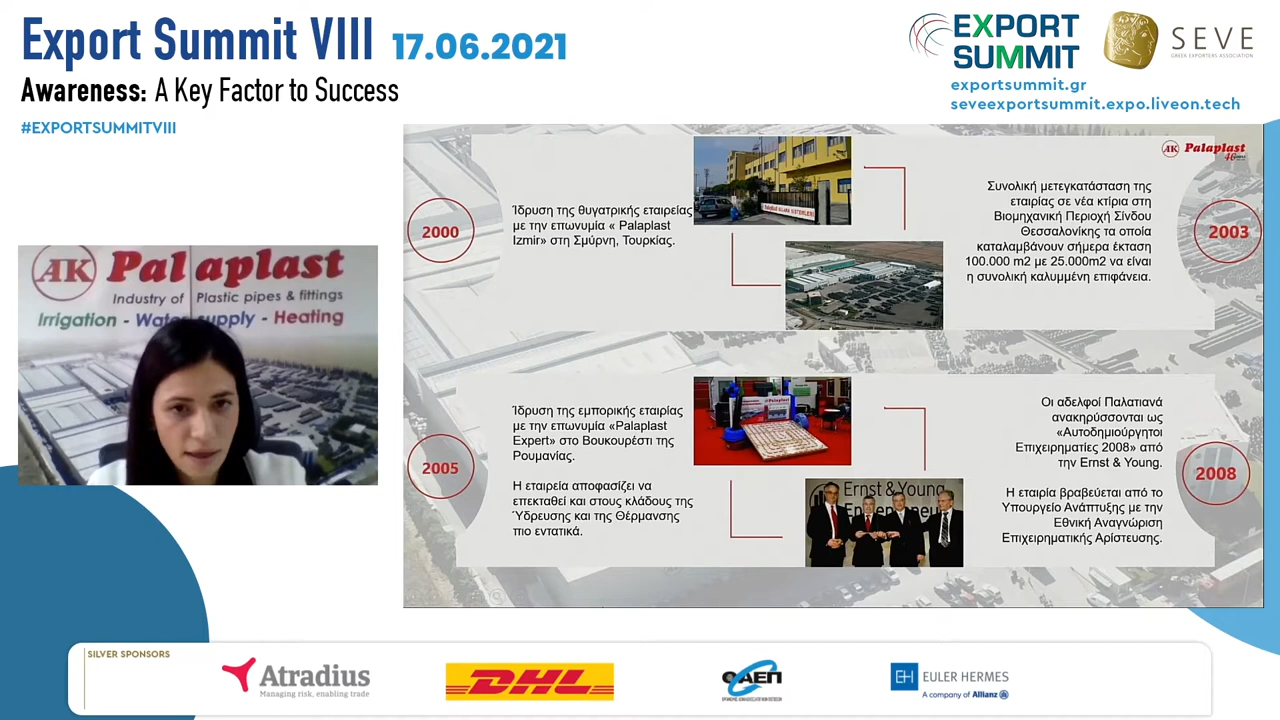 Export Summit VIII 17.06.2021
Awareness: A Key Factor to Success
#EXPORTSUMMITVIII
EXPORT
SUMMIT
SEVE
GREEK EXPORTERS ASSOCIATION
exportsummit.gr
seveexportsummit.expo.liveon.tech
AK Palaplast
Industry of Plastic pipes & fittings
Irrigation - Water supply - Heating
AK Palaplast
2000
Ίδρυση της θυγατρικής εταιρείας
με την επωνυμία « Palaplast
Izmir» στη Σμύρνη, Τουρκίας.
Συνολική μετεγκατάσταση της
εταιρίας σε νέα κτίρια στη
Βιομηχανική Περιοχή Σίνδου
Θεσσαλονίκης τα οποία
καταλαμβάνουν σήμερα έκταση
100.000 m2 με 25.000m2 να είναι
η συνολική καλυμμένη επιφάνεια.
2003
2005
Ίδρυση της εμπορικής εταιρίας
με την επωνυμία «Palaplast
Expert» στο Βουκουρέστι της
Ρουμανίας.
Η εταιρεία αποφασίζει να
επεκταθεί και στους κλάδους της
Ύδρευσης και της Θέρμανσης
πιο εντατικά.
Palaplast
Ernst & Young
Οι αδελφοί Παλατιανά
ανακηρύσσονται ως
«Αυτοδημιούργητοι
Επιχειρηματίες 2008» από
την Ernst & Young.
Η εταιρία βραβεύεται από το
Υπουργείο Ανάπτυξης με την
Εθνική Αναγνώριση
Επιχειρηματικής Αρίστευσης.
2008
SILVER SPONSORS
Atradius
Managing risk, enabling trade
DHL
ΟΑΕΠ
EH EULER HERMES
A company of Allianz